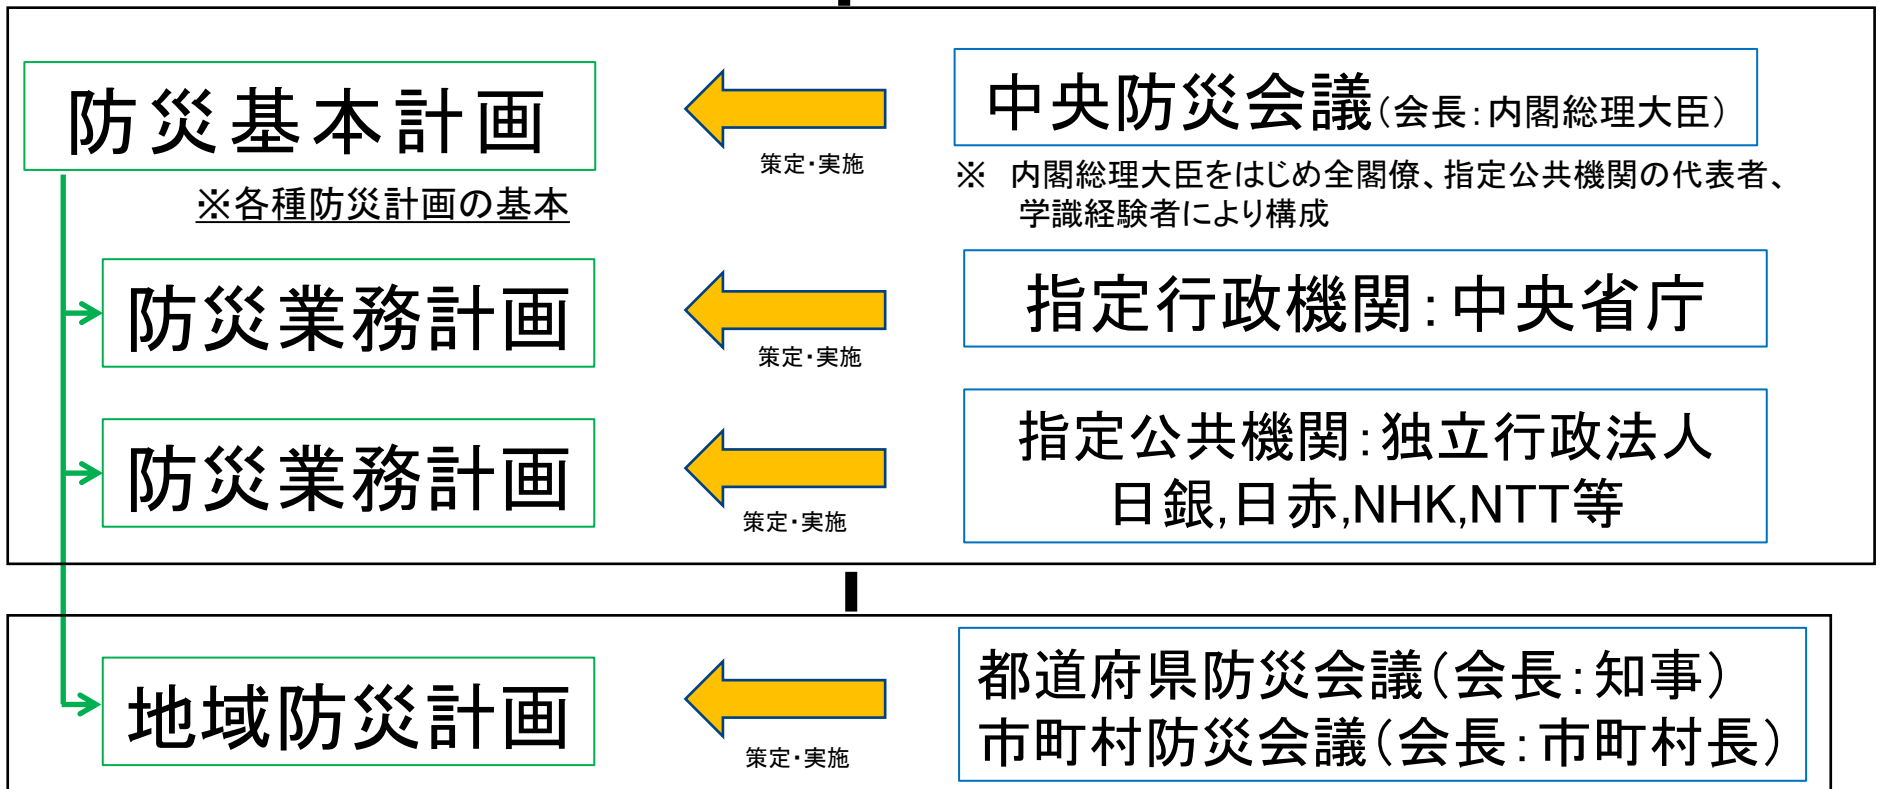 防災基本計画
中央防災会議（会長：内閣総理大臣）
策定・実施
※各種防災計画の基本
※　内閣総理大臣をはじめ全閣僚、指定公共機関の代表者、
学識経験者により構成
防災業務計画
策定・実施
指定行政機関：中央省庁
防災業務計画
策定・実施
指定公共機関：独立行政法人
日銀,日赤,NHK,NTT等
地域防災計画
策定・実施
都道府県防災会議（会長：知事）
市町村防災会議（会長：市町村長）